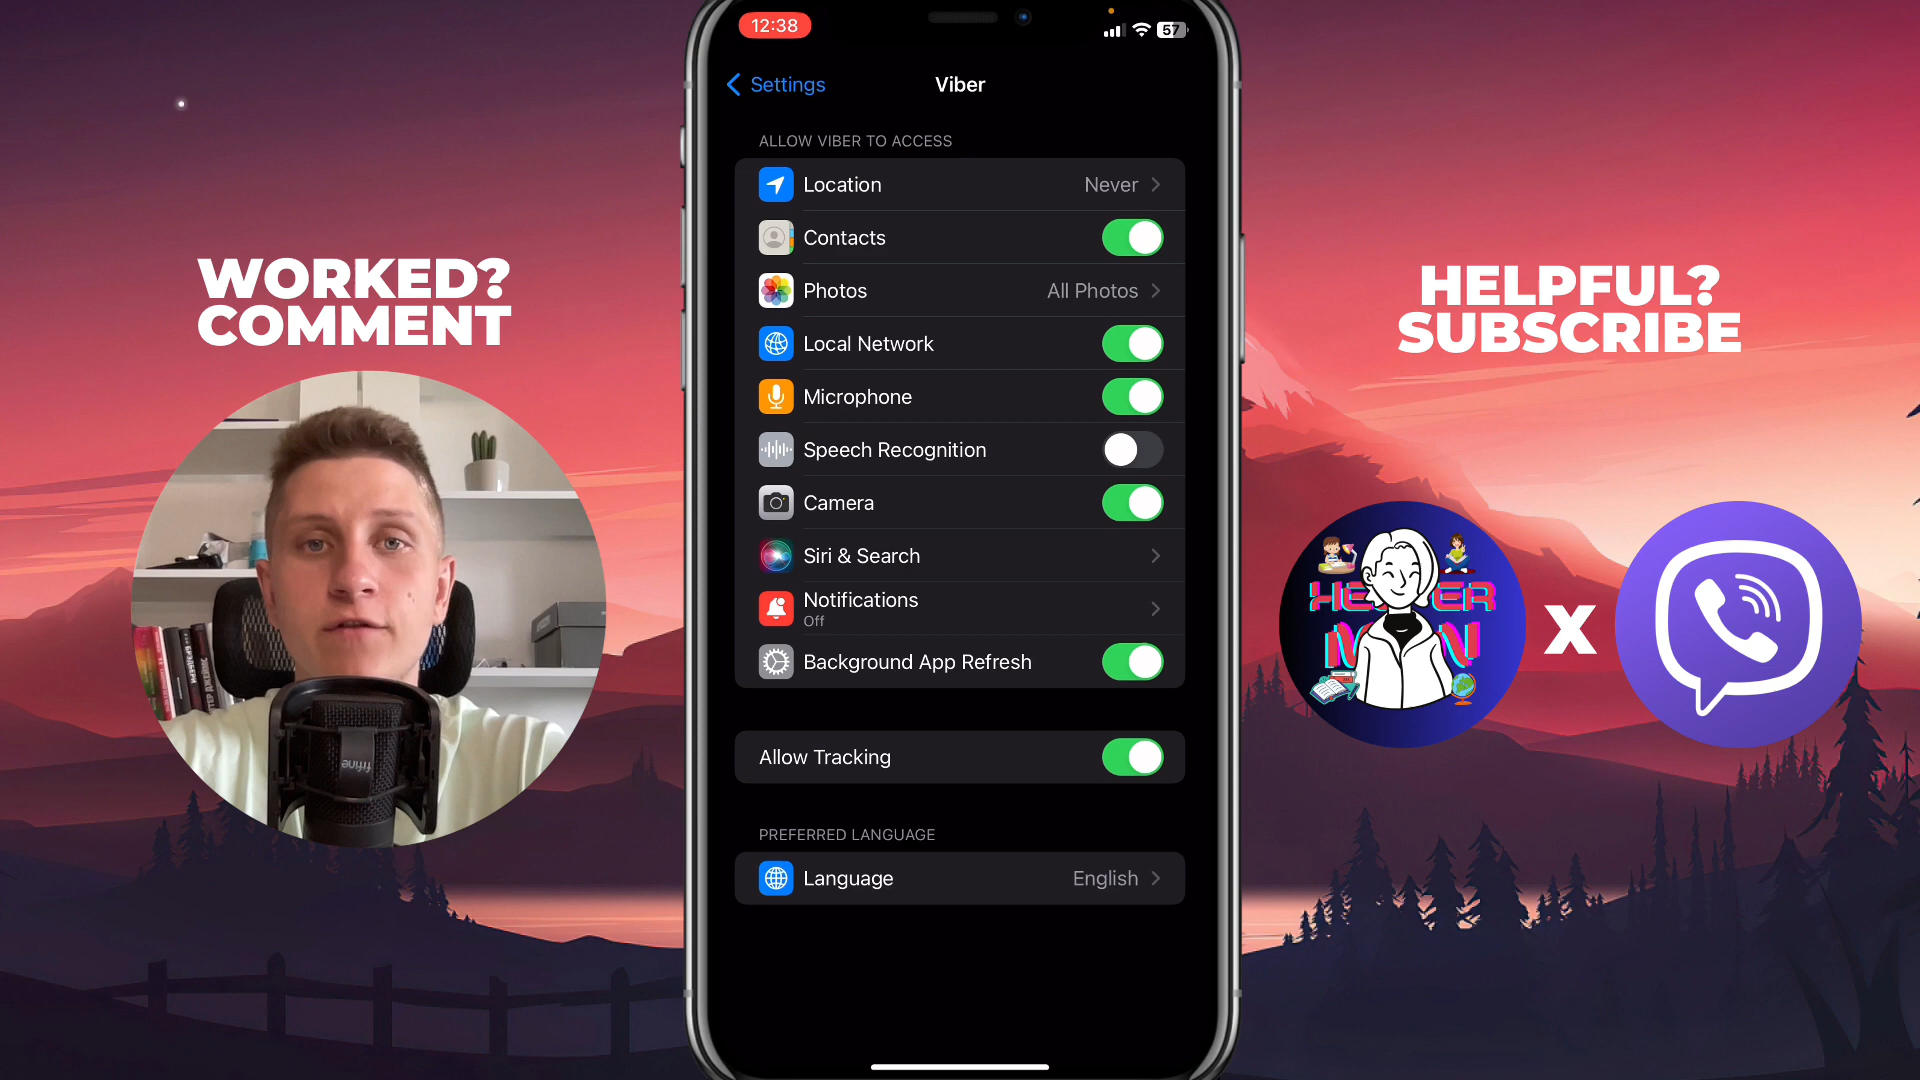 12:38
57
Settings
Viber
ALLOW VIBER TO ACCESS
Location
Never
Contacts
Photos
All Photos
Local Network
Microphone
Speech Recognition
Camera
Siri & Search
Notifications
Off
Background App Refresh
Allow Tracking
PREFERRED LANGUAGE
Language
English
WORKED?
COMMENT
fifine
HELPFUL?
SUBSCRIBE
X